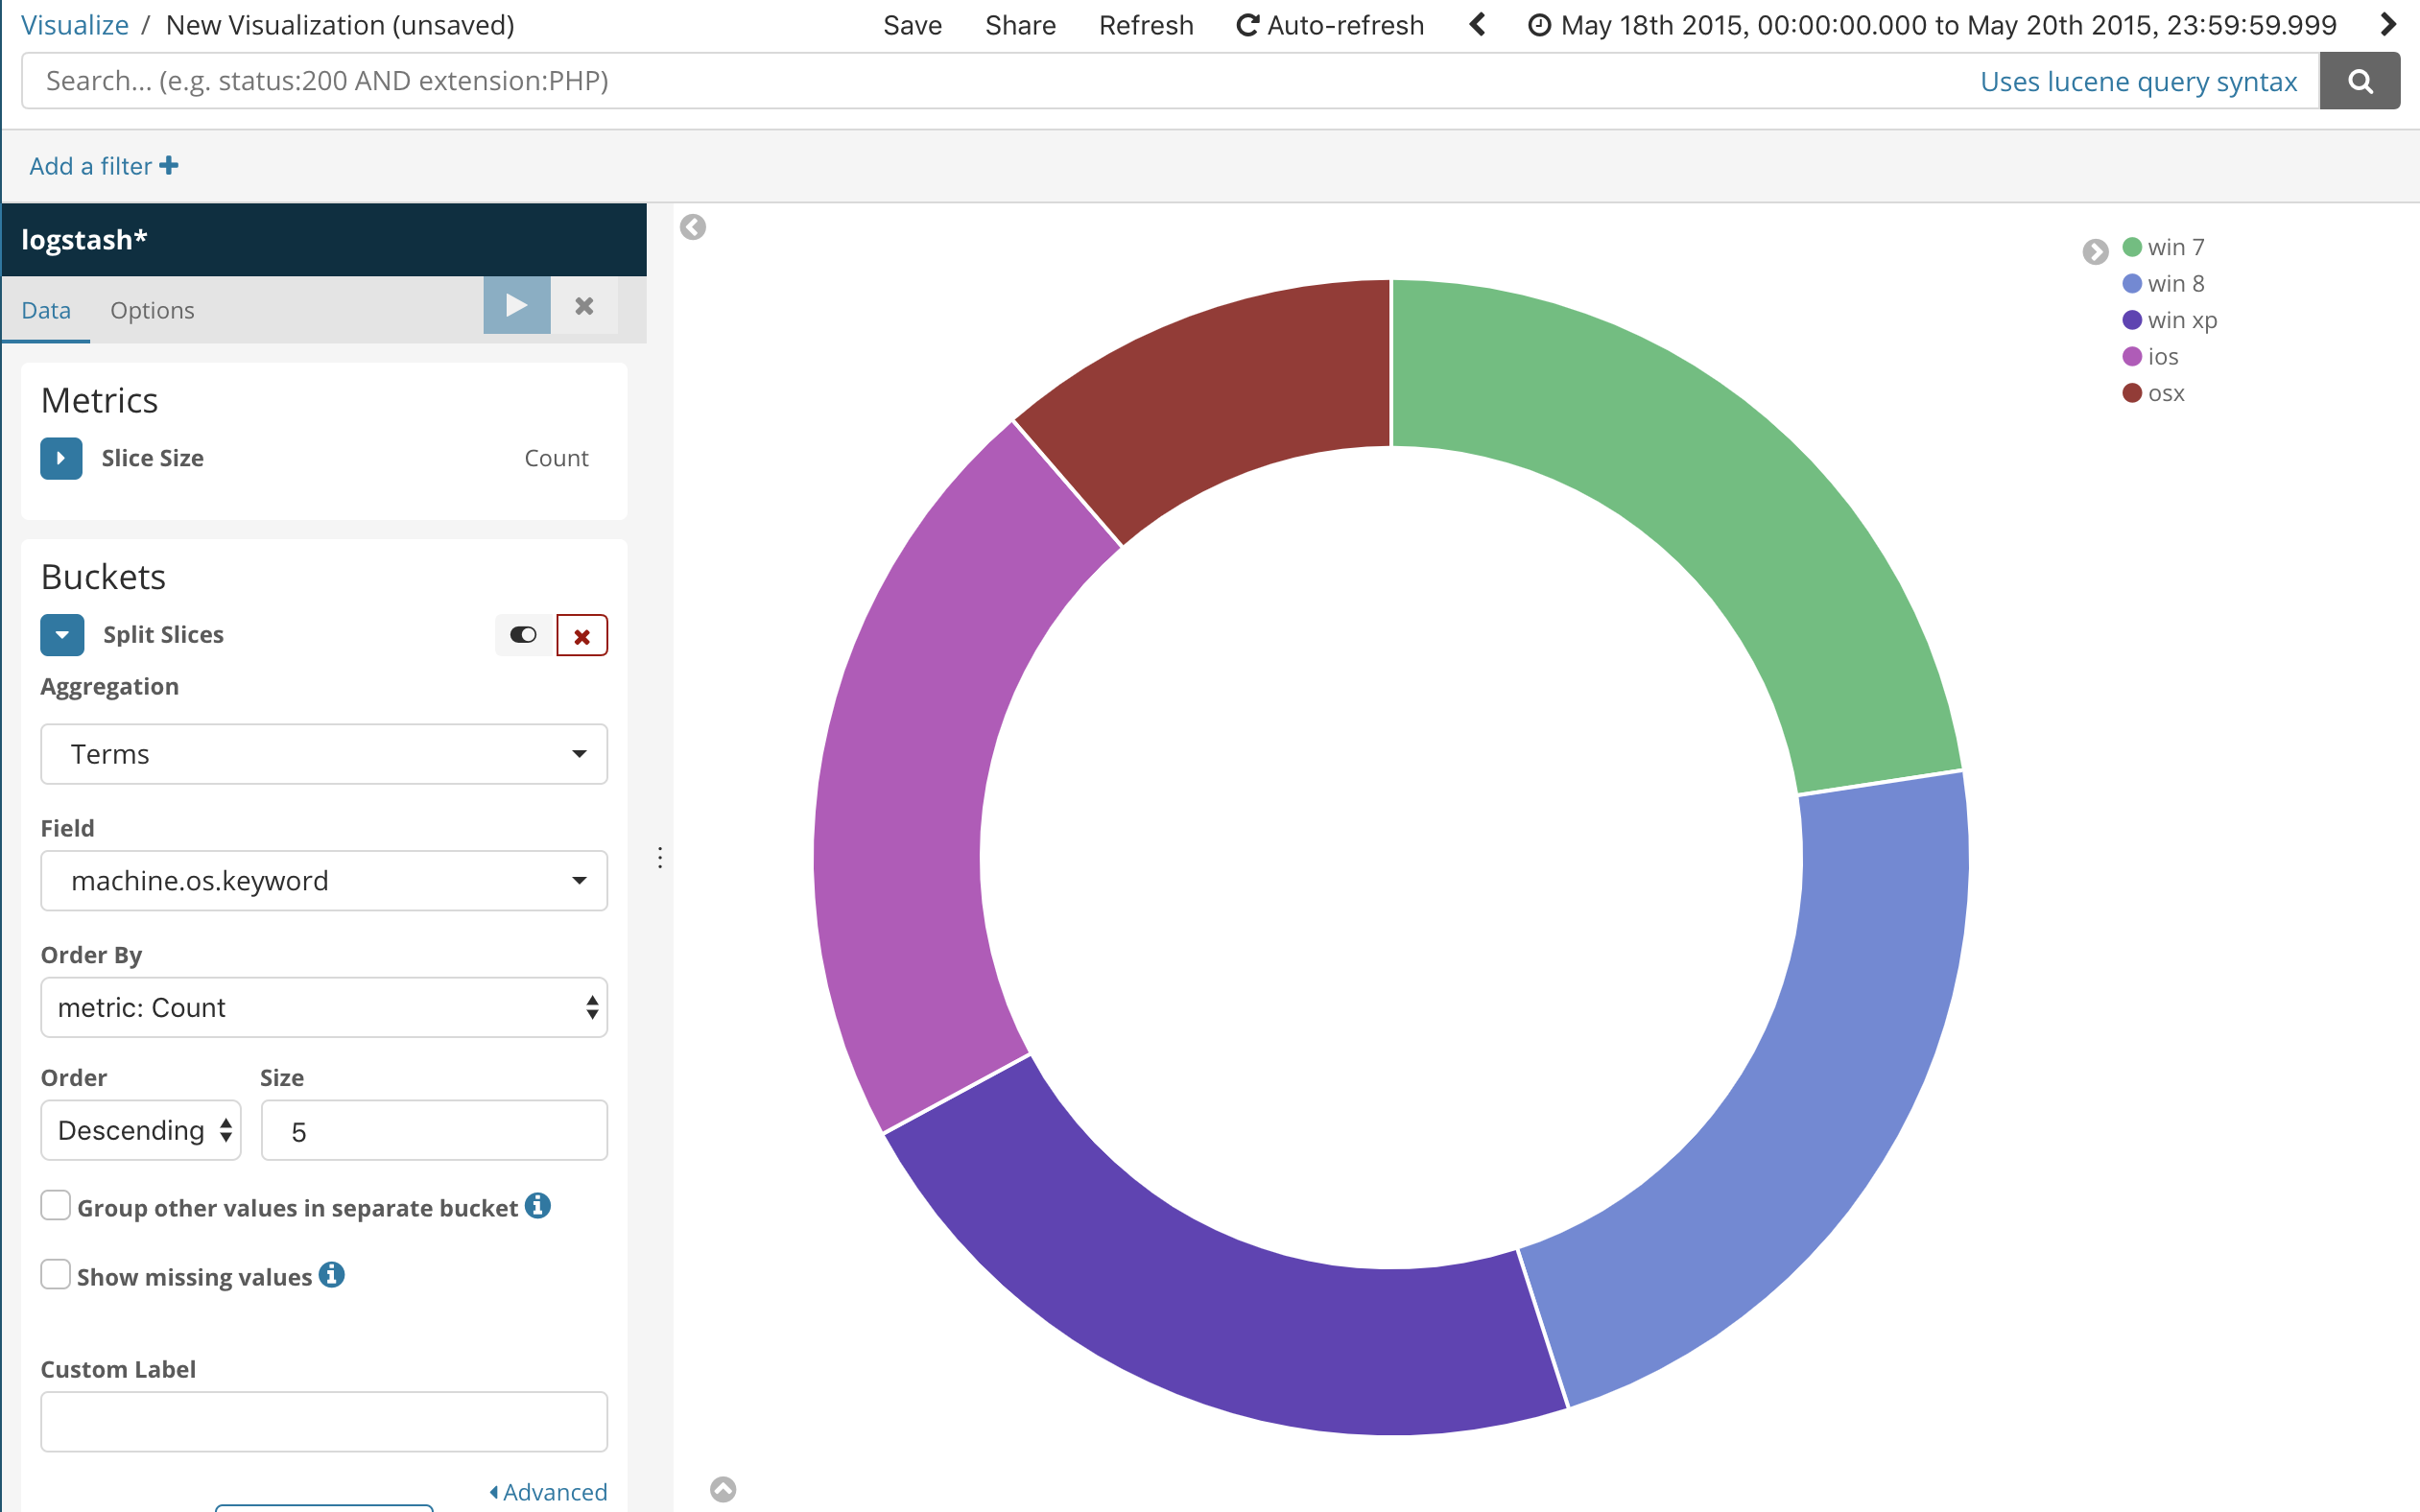 Visualize / New Visualization (unsaved) Save Share Refresh Auto-refresh May 18th 2015, 00:00:00.000 to May 20th 2015, 23:59:59.999
Search... (e.g. status:200 AND extension:PHP) Uses lucene query syntax
Add a filter
logstash*
Data Options
Metrics
Slice Size Count
Buckets
Split Slices
Aggregation
Terms
Field
machine.os.keyword
Order By
metric: Count
Order Size
Descending 5
Group other values in separate bucket
Show missing values
Custom Label
Advanced
win 7
win 8
win xp
ios
osx